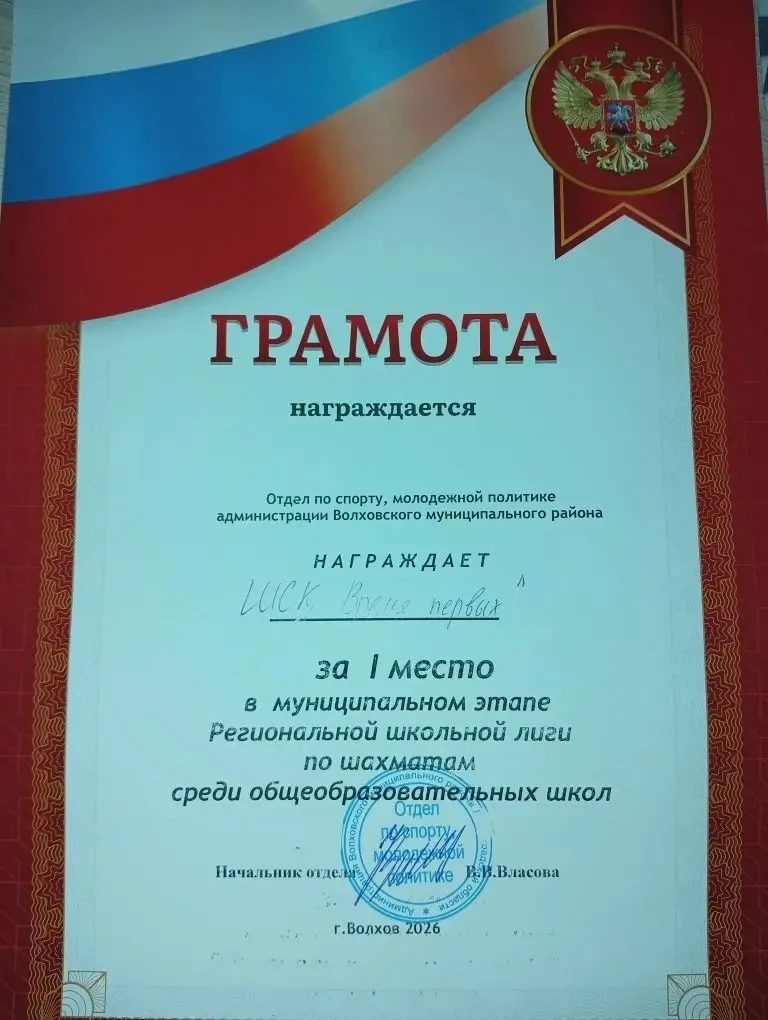 ГРАМОТА
награждается
Отдел по спорту, молодежной политике
администрации Волховского муниципального района
НАГРАЖДАЕТ
ШСК Время первых"
за I место
в муниципальном этапе
Региональной школьной лиги
по шахматам
среди общеобразовательных школ
Отдел
по спорту,
молодежной
политике
Начальник отдела В.В.Власова
г.Волхов 2026